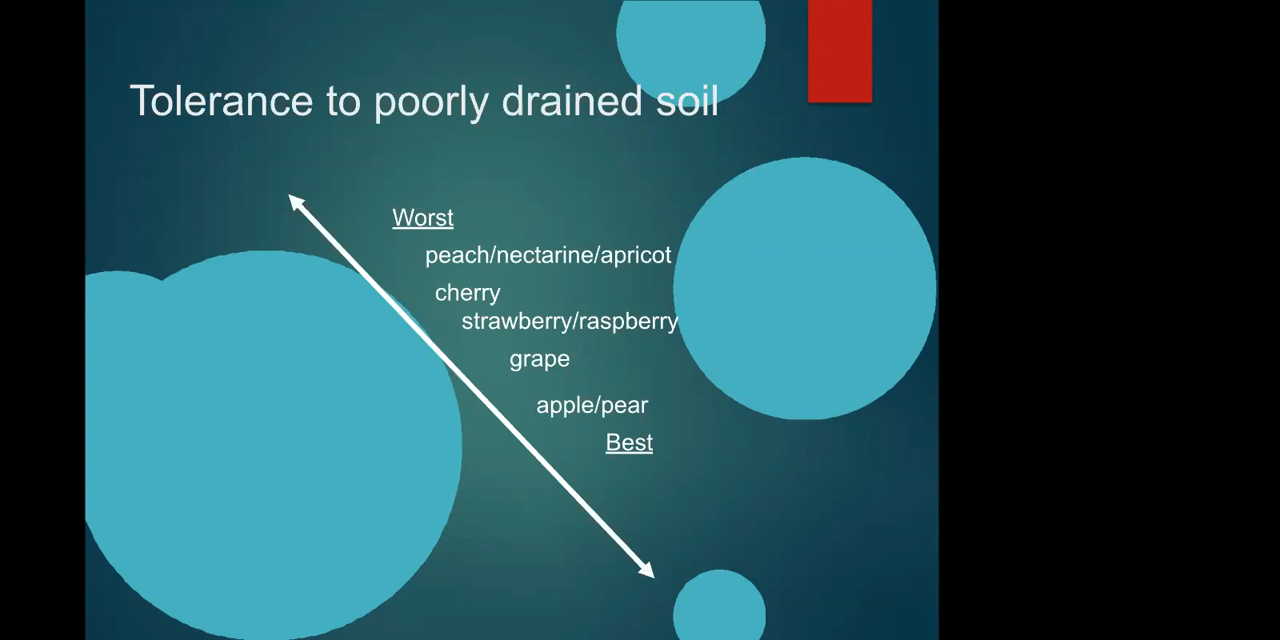 Tolerance to poorly drained soil
Worst
peach/nectarine/apricot
cherry
strawberry/raspberry
grape
apple/pear
Best